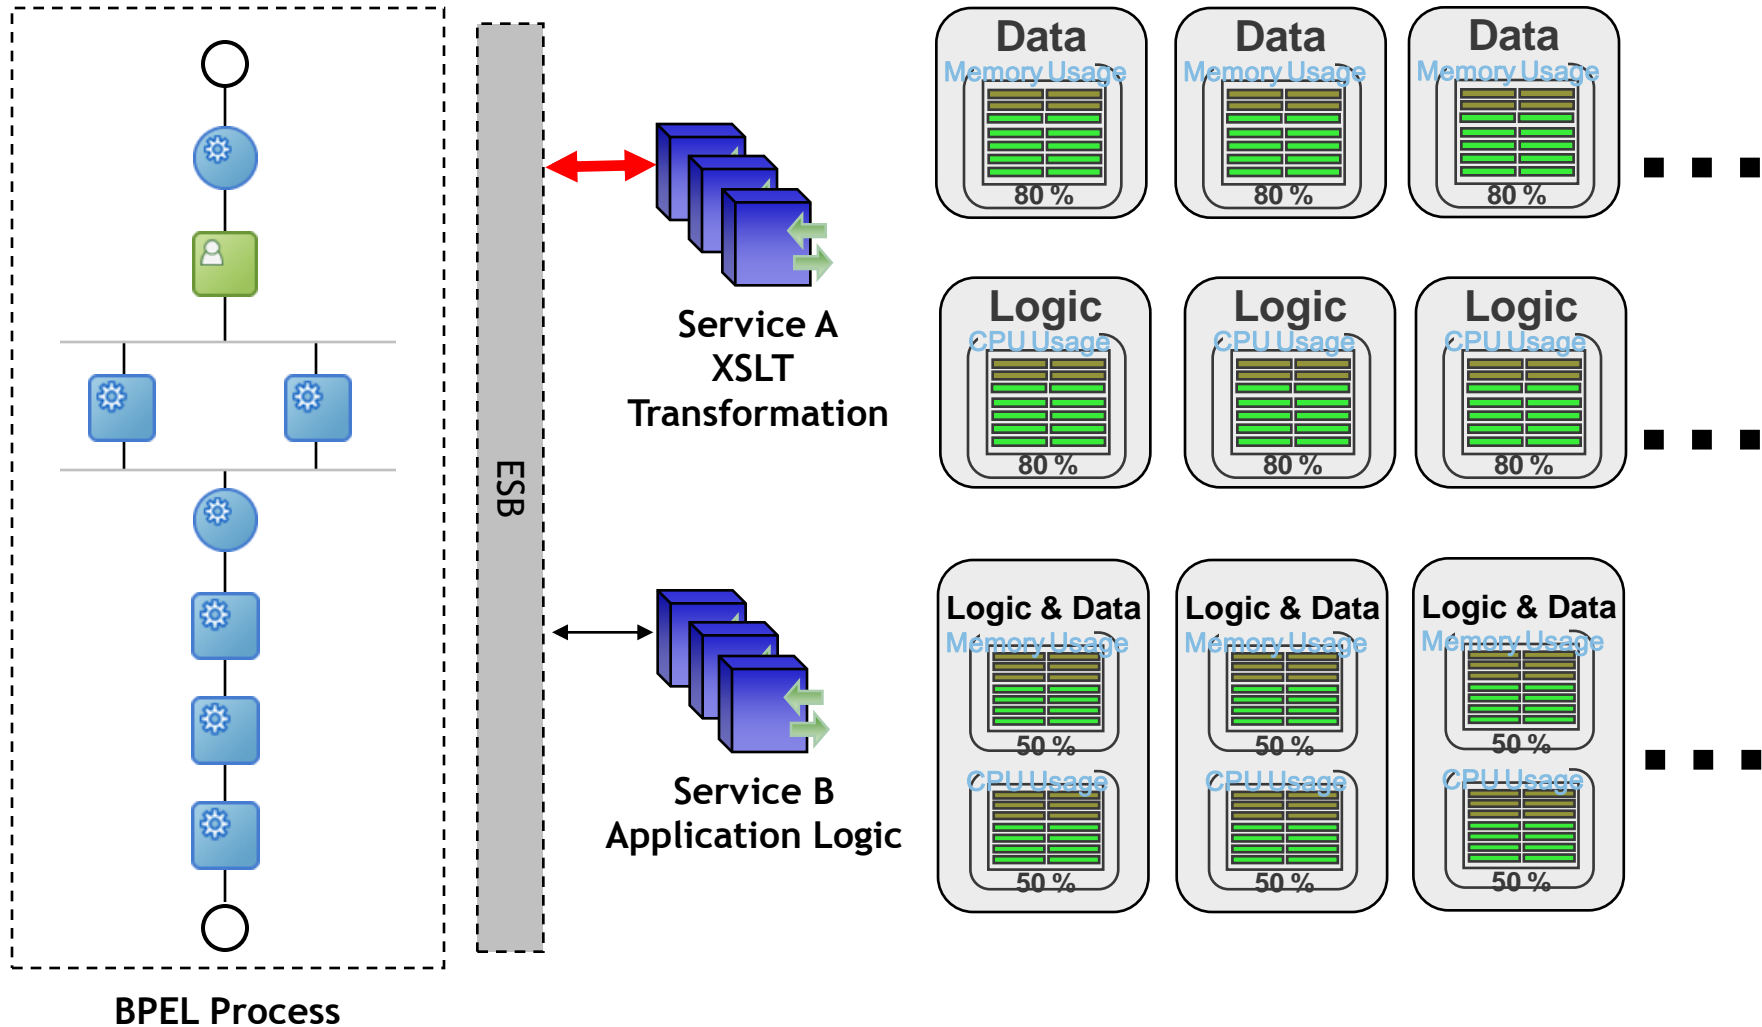 BPEL Process
ESB
Service A
XSLT
Transformation
Service B
Application Logic
Data
Memory Usage
80 %
Data
Memory Usage
80 %
Data
Memory Usage
80 %
Logic
CPU Usage
80 %
Logic
CPU Usage
80 %
Logic
CPU Usage
80 %
Logic & Data
Memory Usage
50 %
CPU Usage
50 %
Logic & Data
Memory Usage
50 %
CPU Usage
50 %
Logic & Data
Memory Usage
50 %
CPU Usage
50 %